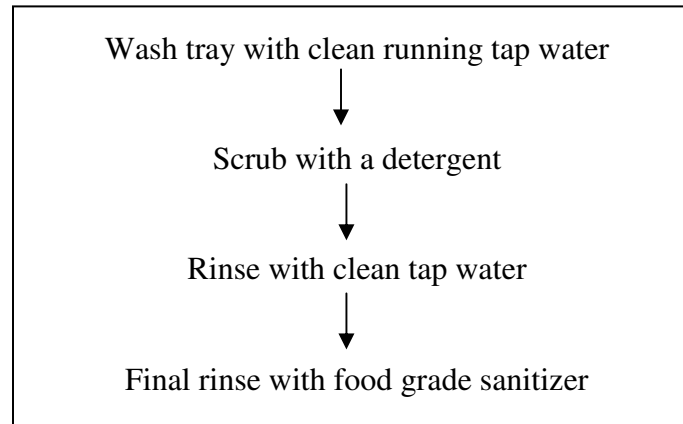 Wash tray with clean running tap water
Scrub with a detergent
Rinse with clean tap water
Final rinse with food grade sanitizer